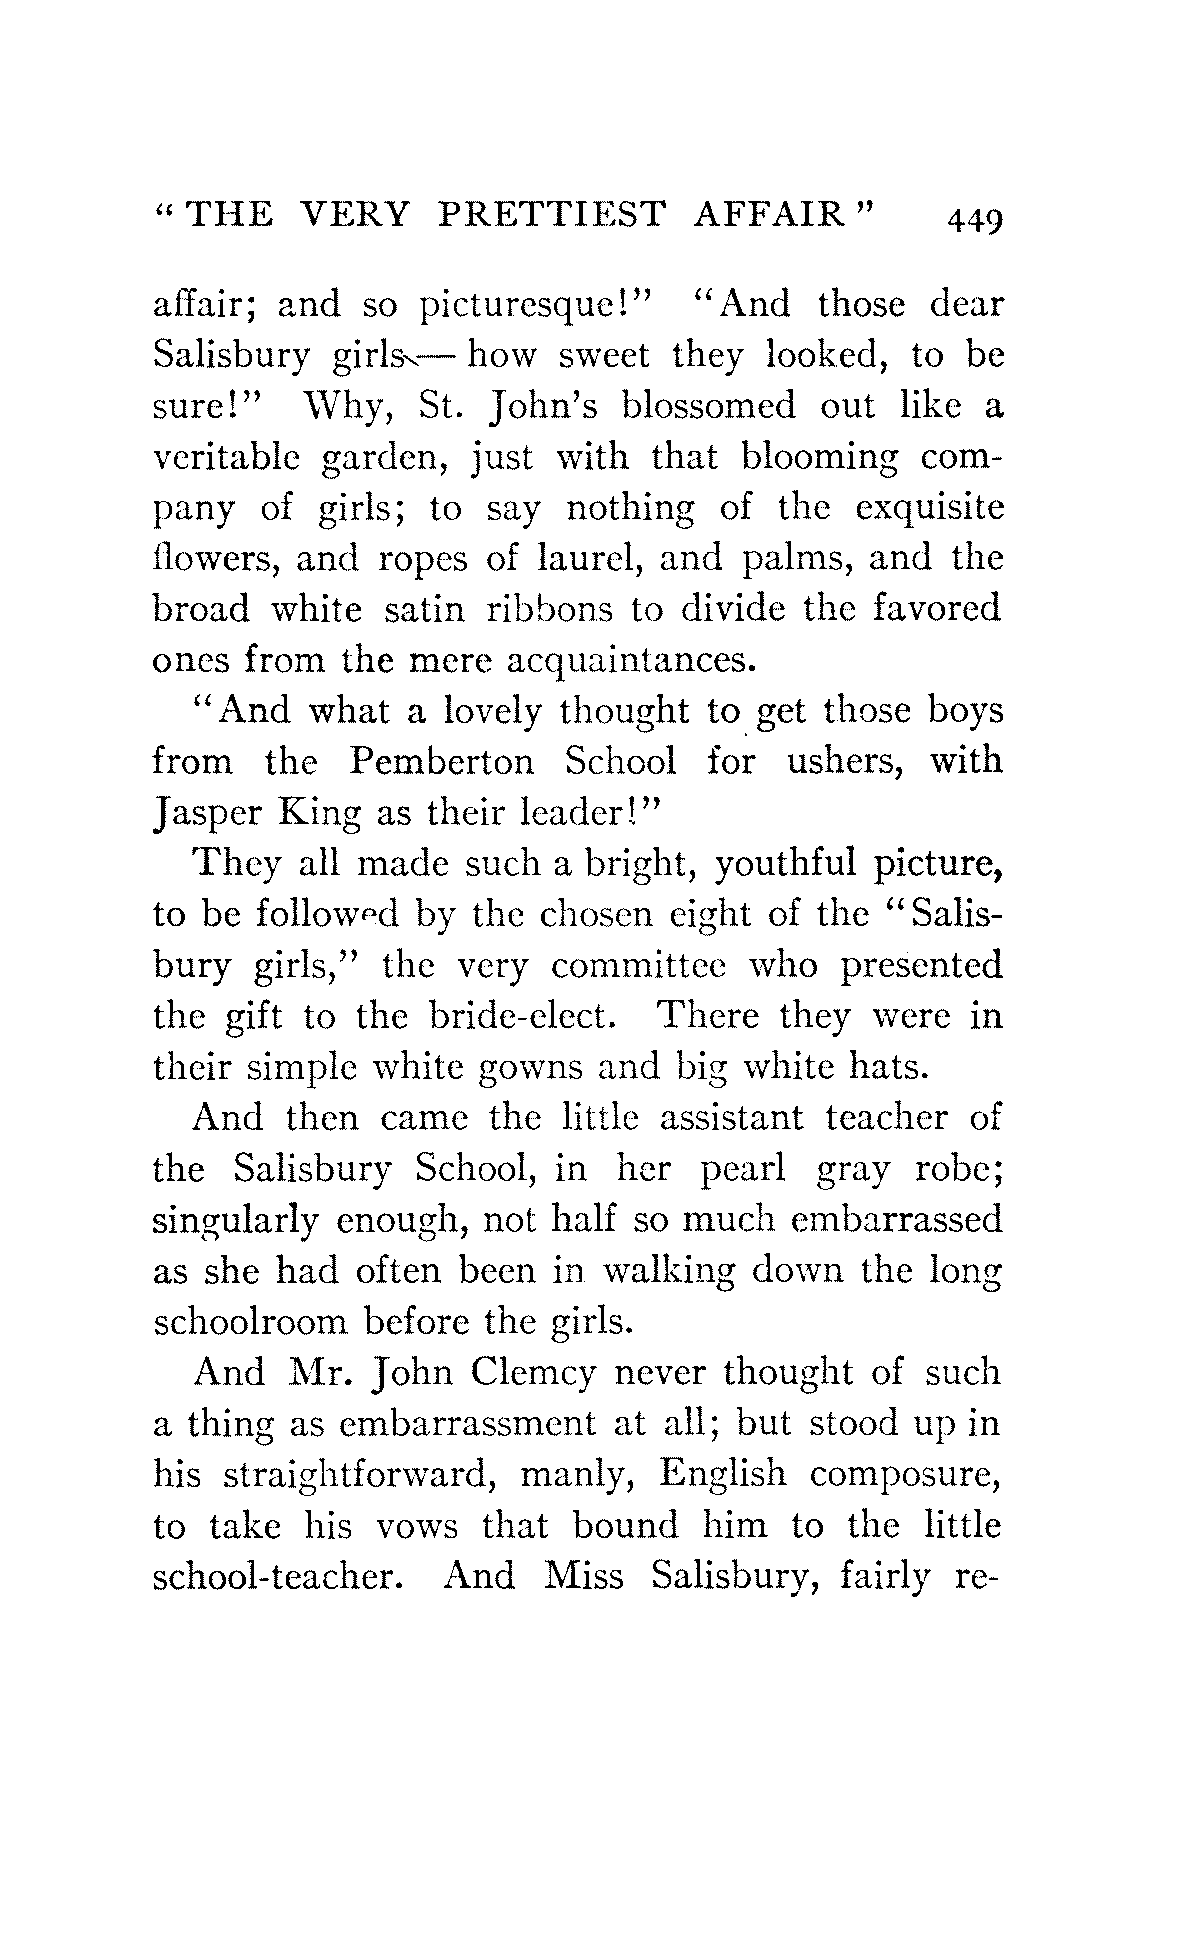 "THE VERY PRETTIEST AFFAIR" 449
affair; and so picturesque!" "And those dear
Salisbury girls — how sweet they looked, to be
sure!" Why, St. John's blossomed out like a
veritable garden, just with that blooming com-
pany of girls; to say nothing of the exquisite
flowers, and ropes of laurel, and palms, and the
broad white satin ribbons to divide the favored
ones from the mere acquaintances.
"And what a lovely thought to get those boys
from the Pemberton School for ushers, with
Jasper King as their leader!"
They all made such a bright, youthful picture,
to be followed by the chosen eight of the "Salis-
bury girls," the very committee who presented
the gift to the bride-elect. There they were in
their simple white gowns and big white hats.
And then came the little assistant teacher of
the Salisbury School, in her pearl gray robe;
singularly enough, not half so much embarrassed
as she had often been in walking down the long
schoolroom before the girls.
And Mr. John Clemcy never thought of such
a thing as embarrassment at all; but stood up in
his straightforward, manly, English composure,
to take his vows that bound him to the little
school-teacher. And Miss Salisbury, fairly re-